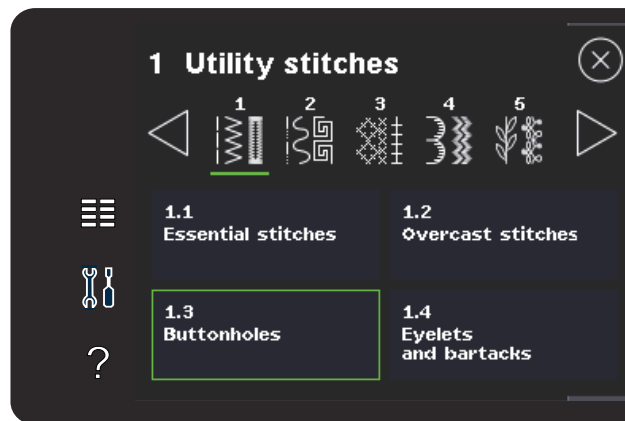 1 Utility stitches
1 2 3 4 5
1.1
Essential stitches
1.2
Overcast stitches
1.3
Buttonholes
1.4
Eyelets
and bartacks
?